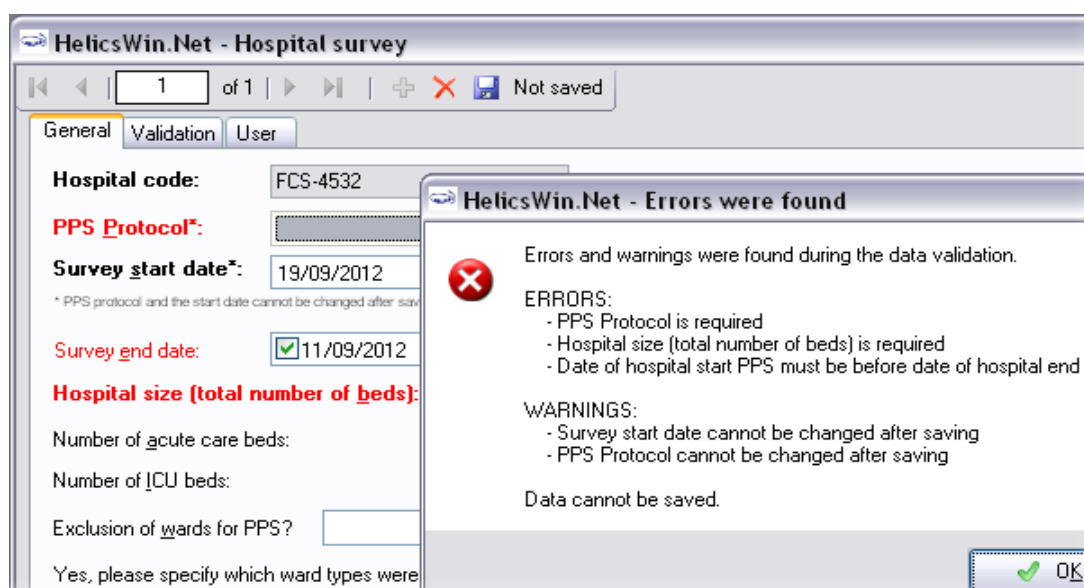 HelicsWin.Net - Hospital survey
1 of 1 Not saved
General Validation User
Hospital code: FCS-4532
PPS Protocol*:
Survey start date*: 19/09/2012
* PPS protocol and the start date cannot be changed after sav
Survey end date: 11/09/2012
Hospital size (total number of beds):
Number of acute care beds:
Number of ICU beds:
Exclusion of wards for PPS?
Yes, please specify which ward types were
HelicsWin.Net - Errors were found
Errors and warnings were found during the data validation.
ERRORS:
- PPS Protocol is required
- Hospital size (total number of beds) is required
- Date of hospital start PPS must be before date of hospital end
WARNINGS:
- Survey start date cannot be changed after saving
- PPS Protocol cannot be changed after saving
Data cannot be saved.
OK